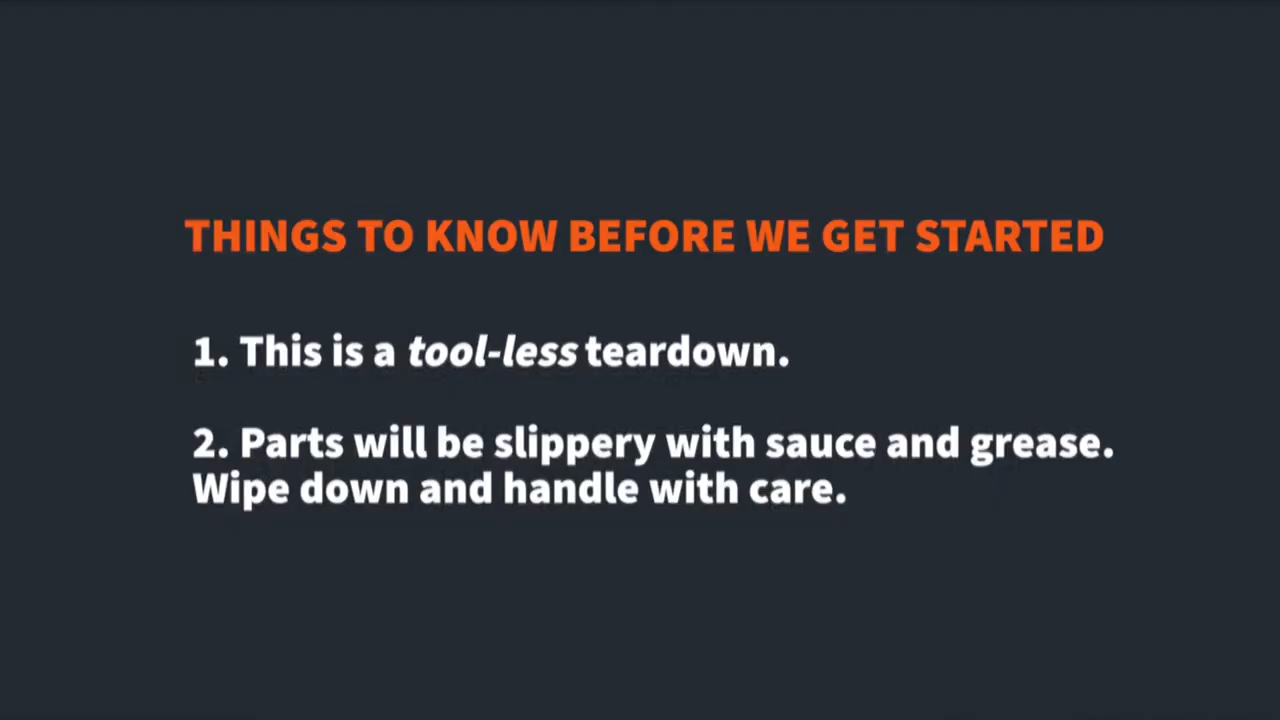 THINGS TO KNOW BEFORE WE GET STARTED
1. This is a tool-less teardown.
2. Parts will be slippery with sauce and grease.
Wipe down and handle with care.